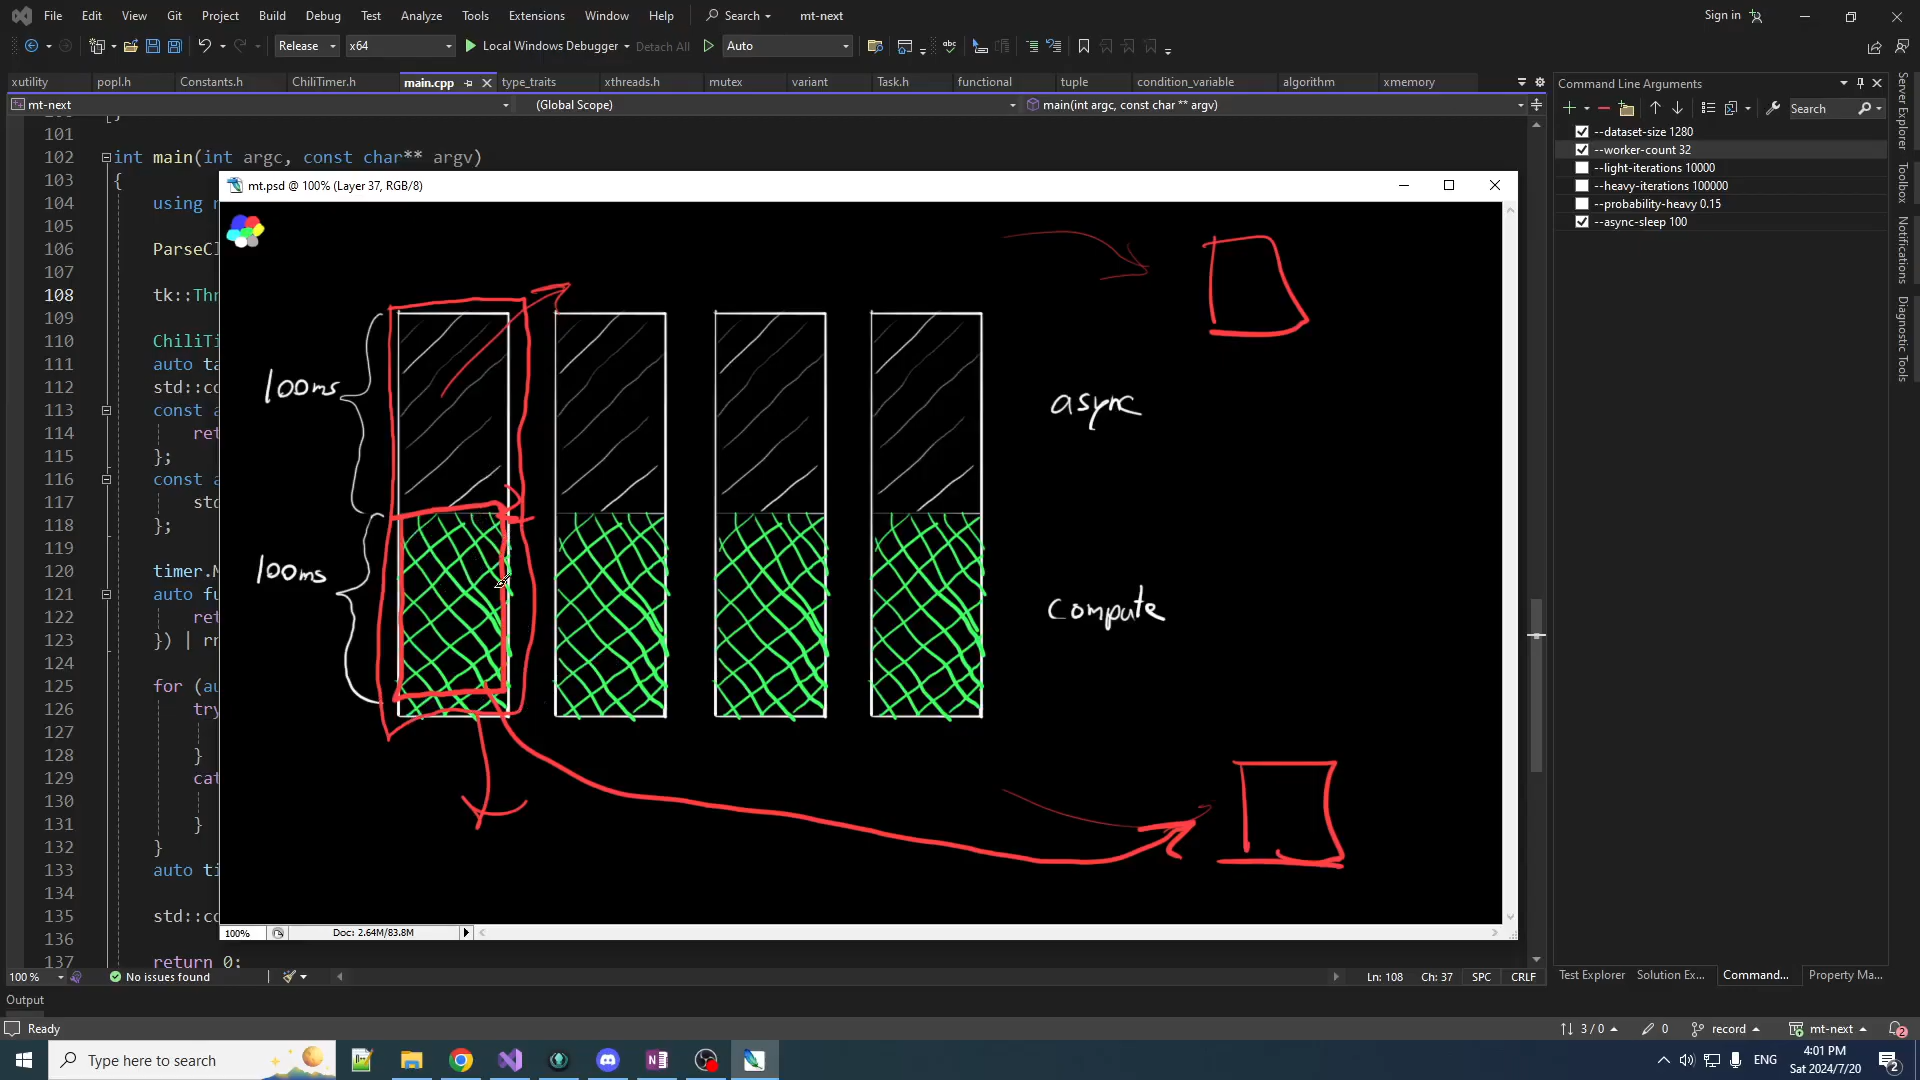 File Edit View Git Project Build Debug Test Analyze Tools Extensions Window Help Search mt-next Sign in
Release x64 Local Windows Debugger Detach All Auto
xutility popl.h Constants.h ChiliTimer.h main.cpp type_traits xthreads.h mutex variant Task.h functional tuple condition_variable algorithm xmemory
mt-next (Global Scope) main(int argc, const char ** argv)
101
102 int main(int argc, const char** argv)
103 {
104 using r
105
106 ParseCl
107
108 tk::Thr
109
110 ChiliTi
111 auto ta
112 std::co
113 const a
114 ret
115 };
116 const a
117 std
118 };
119
120 timer.M
121 auto fu
122 ret
123 }) | rn
124
125 for (au
126 try
127
128 }
129 cat
130
131 }
132 }
133 auto ti
134
135 std::co
136
137 return 0;
mt.psd @ 100% (Layer 37, RGB/8)
100ms
async
100ms
compute
100% Doc: 2.64M/83.8M
100 % No issues found Ln: 108 Ch: 37 SPC CRLF
Output
Command Line Arguments
Search
--dataset-size 1280
--worker-count 32
--light-iterations 10000
--heavy-iterations 100000
--probability-heavy 0.15
--async-sleep 100
Test Explorer Solution Ex... Command... Property Ma...
Server Explorer
Toolbox
Notifications
Diagnostic Tools
Ready 3 / 0 0 record mt-next 2
Type here to search ENG 4:01 PM
Sat 2024/7/20 2